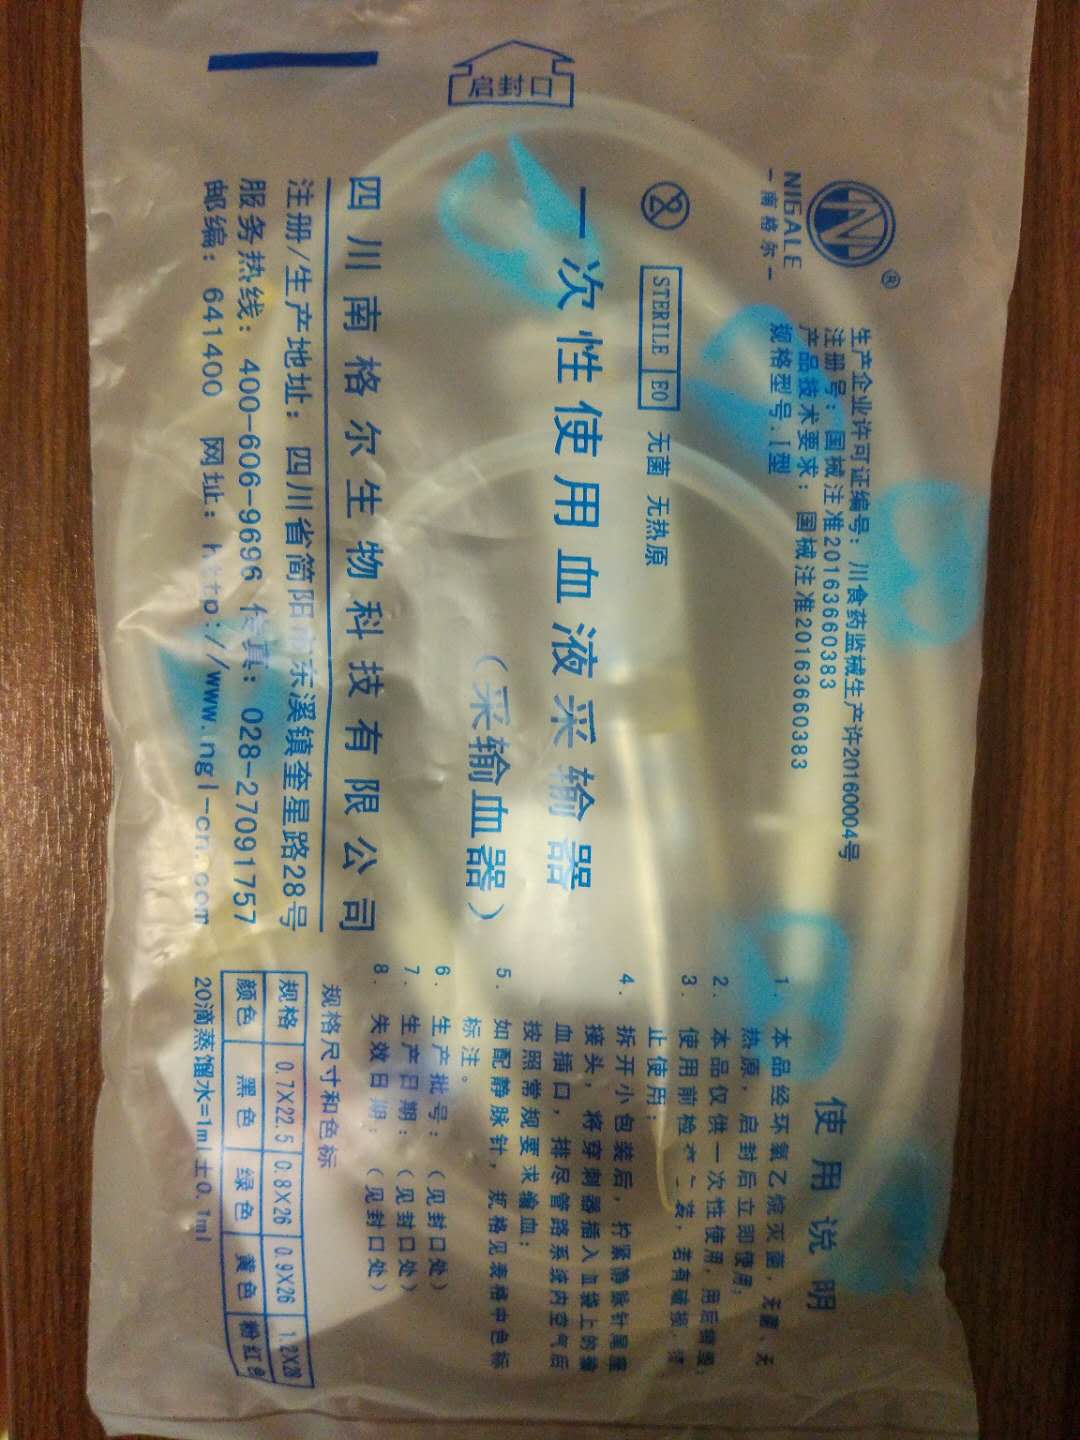 启封口
NIGALE
南格尔
®
生产企业许可证编号：川食药监械生产许20160004号
注册号：国械注准20163660383
产品技术要求：国械注准20163660383
规格型号：I型
STERILE EO
无菌 无热原
一次性使用血液采输器
（采输血器）
四川南格尔生物科技有限公司
注册/生产地址：四川省简阳市东溪镇奎星路28号
服务热线：400-606-9696 传真：028-27091757
邮编：641400 网址：http://www.ngl-cn.com
使用说明
1. 本品经环氧乙烷灭菌，无菌、无
热原，启封后立即使用；
2. 本品仅供一次性使用，用后销毁；
3. 使用前检查 装，若有破损，
止使用；
4. 拆开小包装后，拧紧静脉针尾座
接头，将穿刺器插入血袋上的输
血插口，排尽管路系统内空气后
按照常规要求输血；
5. 如配静脉针，规格见表格中色标
标注。
6. 生产批号：（见封口处）
7. 生产日期：（见封口处）
8. 失效日期：（见封口处）
规格尺寸和色标
规格 0.7X22.5 0.8X26 0.9X26 1.2X28
颜色 黑色 绿色 黄色 粉红色
20滴蒸馏水=1ml±0.1ml